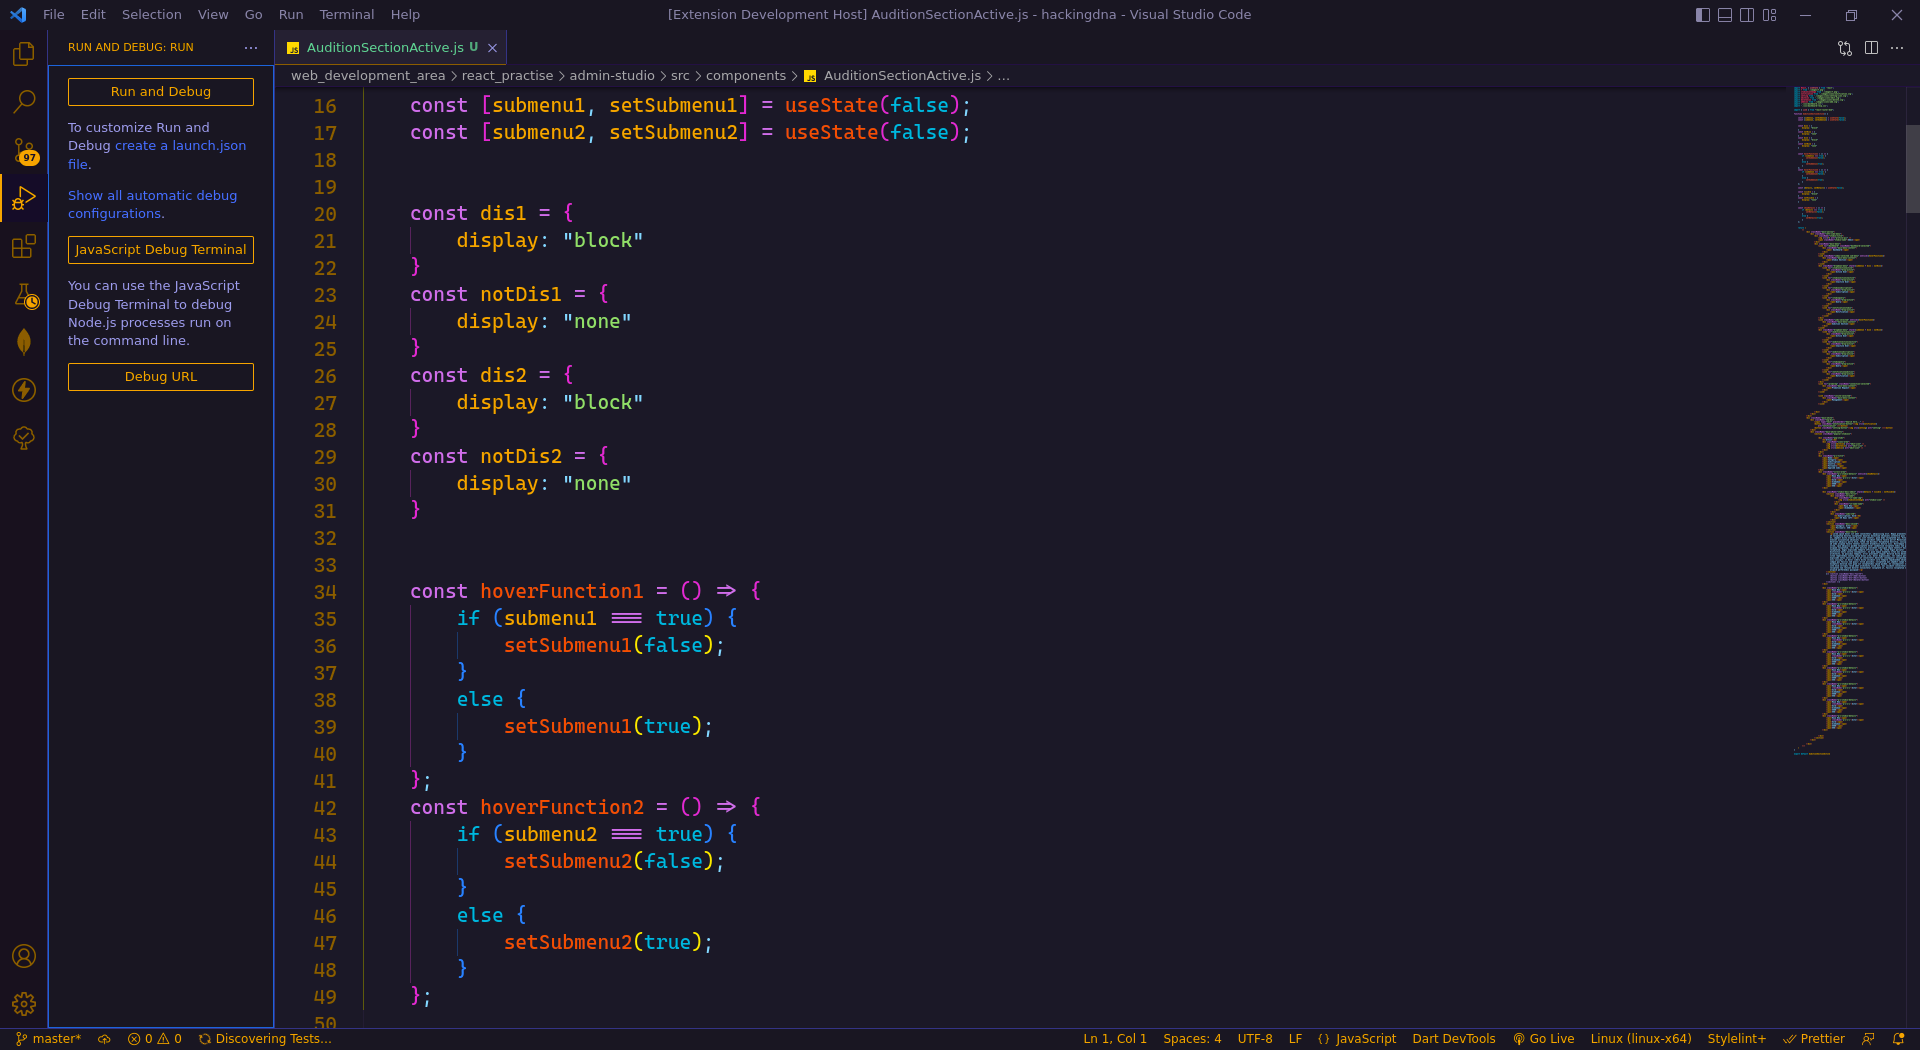 File Edit Selection View Go Run Terminal Help
[Extension Development Host] AuditionSectionActive.js - hackingdna - Visual Studio Code
RUN AND DEBUG: RUN
Run and Debug
To customize Run and
Debug create a launch.json
file.
Show all automatic debug
configurations.
JavaScript Debug Terminal
You can use the JavaScript
Debug Terminal to debug
Node.js processes run on
the command line.
Debug URL
97
JS AuditionSectionActive.js U
web_development_area > react_practise > admin-studio > src > components > JS AuditionSectionActive.js > ...
16 const [submenu1, setSubmenu1] = useState(false);
17 const [submenu2, setSubmenu2] = useState(false);
18
19
20 const dis1 = {
21 display: "block"
22 }
23 const notDis1 = {
24 display: "none"
25 }
26 const dis2 = {
27 display: "block"
28 }
29 const notDis2 = {
30 display: "none"
31 }
32
33
34 const hoverFunction1 = () => {
35 if (submenu1 === true) {
36 setSubmenu1(false);
37 }
38 else {
39 setSubmenu1(true);
40 }
41 };
42 const hoverFunction2 = () => {
43 if (submenu2 === true) {
44 setSubmenu2(false);
45 }
46 else {
47 setSubmenu2(true);
48 }
49 };
50
master* 0 0 Discovering Tests...
Ln 1, Col 1 Spaces: 4 UTF-8 LF {} JavaScript Dart DevTools Go Live Linux (linux-x64) Stylelint+ Prettier